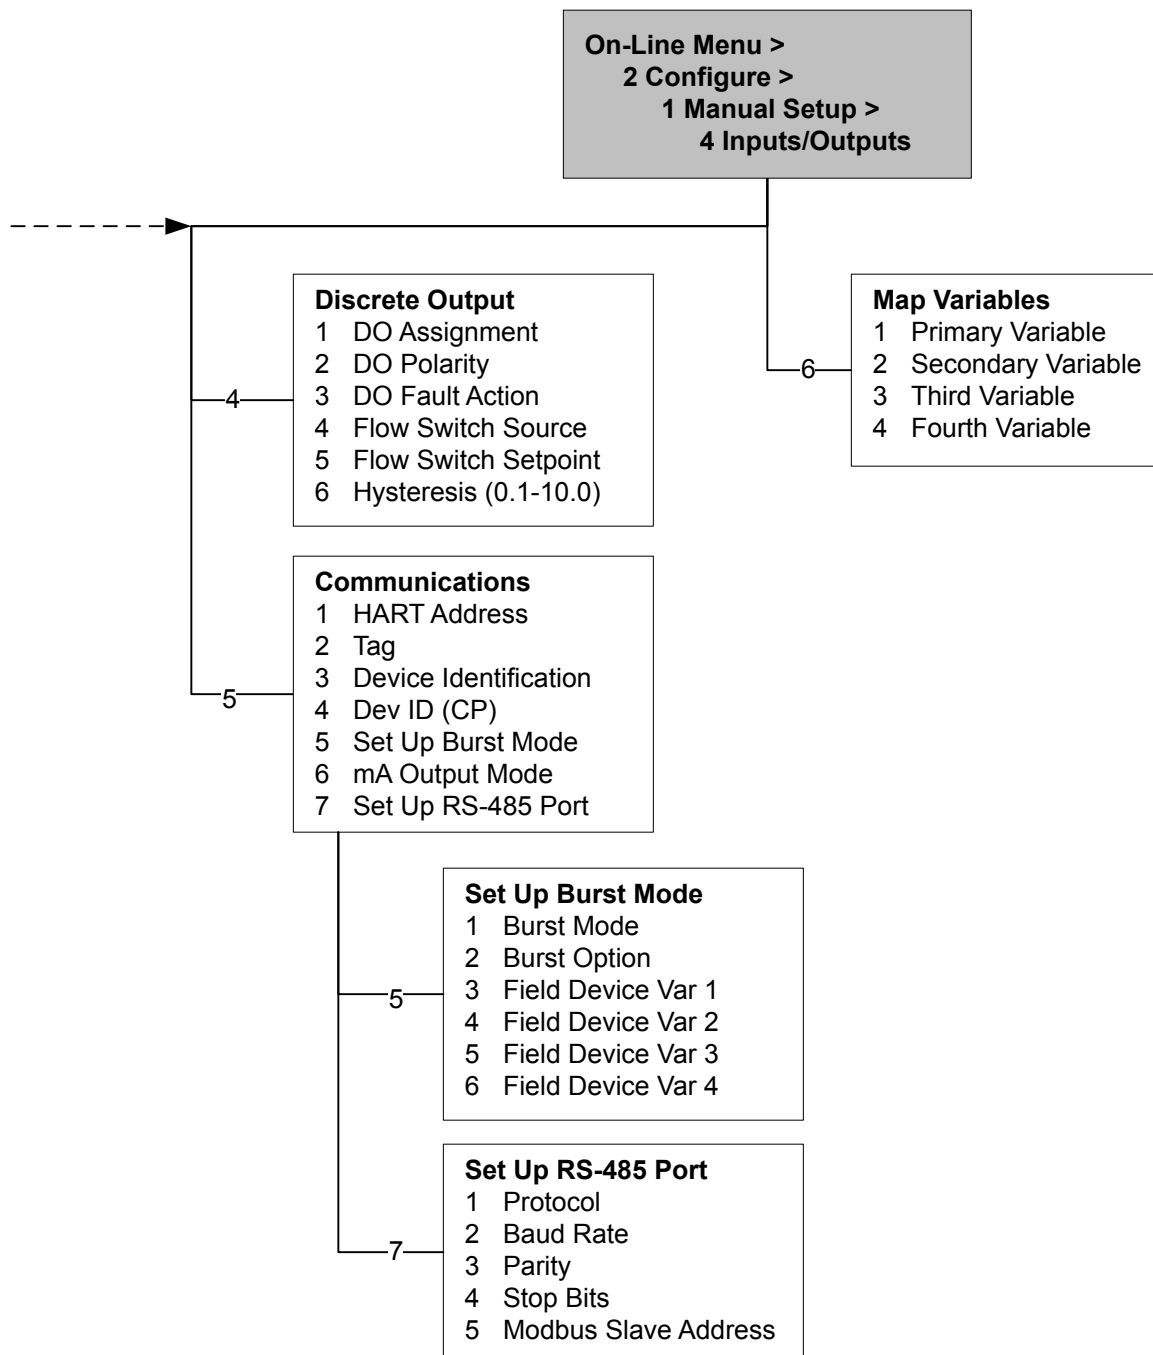 On-Line Menu >
2 Configure >
1 Manual Setup >
4 Inputs/Outputs
4
Discrete Output
1 DO Assignment
2 DO Polarity
3 DO Fault Action
4 Flow Switch Source
5 Flow Switch Setpoint
6 Hysteresis (0.1-10.0)
6
Map Variables
1 Primary Variable
2 Secondary Variable
3 Third Variable
4 Fourth Variable
5
Communications
1 HART Address
2 Tag
3 Device Identification
4 Dev ID (CP)
5 Set Up Burst Mode
6 mA Output Mode
7 Set Up RS-485 Port
5
Set Up Burst Mode
1 Burst Mode
2 Burst Option
3 Field Device Var 1
4 Field Device Var 2
5 Field Device Var 3
6 Field Device Var 4
7
Set Up RS-485 Port
1 Protocol
2 Baud Rate
3 Parity
4 Stop Bits
5 Modbus Slave Address